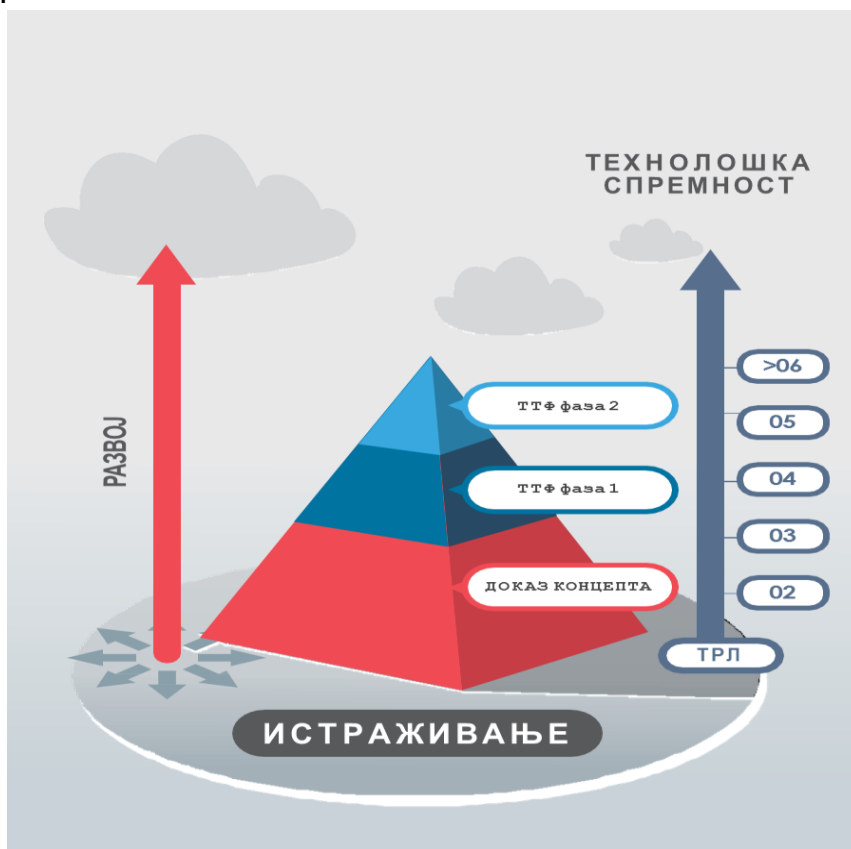 ТЕХНОЛОШКА
СПРЕМНОСТ
>06
ТТФ фаза 2
05
РАЗВОЈ
04
ТТФ фаза 1
03
ДОКАЗ КОНЦЕПТА
02
ТРЛ
ИСТРАЖИВАЊЕ